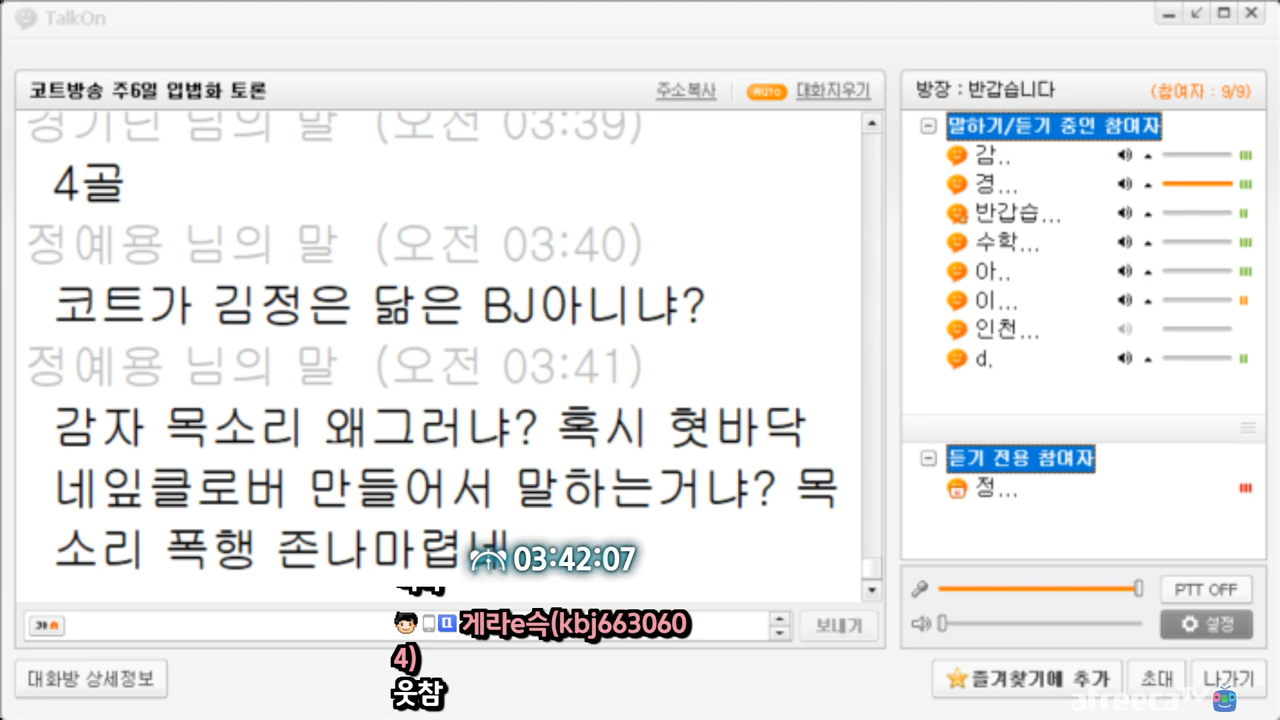 TalkOn
코트방송 주6일 입법화 토론
주소복사
AUTO
대화지우기
님의 말 (오전 03:39)
4골
정예용 님의 말 (오전 03:40)
코트가 김정은 닮은 BJ아니냐?
정예용 님의 말 (오전 03:41)
감자 목소리 왜그러냐? 혹시 혓바닥
네잎클로버 만들어서 말하는거냐? 목
소리 폭행 존나마렵네
03:42:07
가
게라e슥(kbj663060
4)
웃참
보내기
대화방 상세정보
방장 : 반갑습니다
(참여자 : 9/9)
말하기/듣기 중인 참여자
감..
경...
반갑습...
수학...
아..
이...
인천...
d.
듣기 전용 참여자
정...
PTT OFF
설정
즐겨찾기에 추가
초대
나가기
afreecaTV